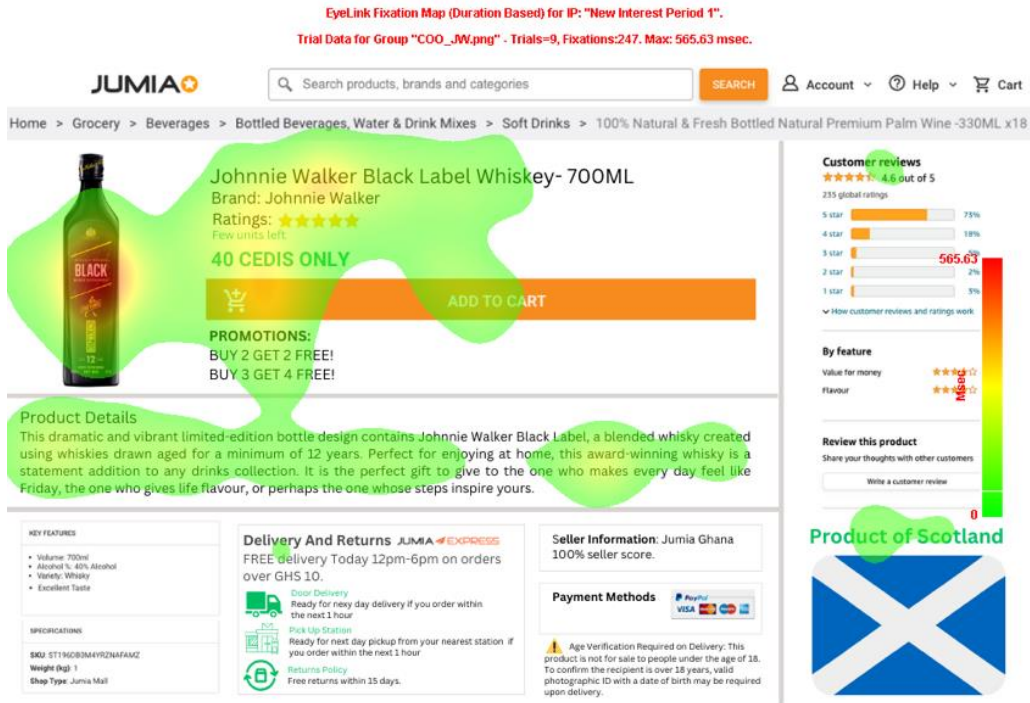 EyeLink Fixation Map (Duration Based) for IP: "New Interest Period 1".
Trial Data for Group "COO_JW.png" - Trials=9, Fixations:247. Max: 565.63 msec.
JUMIA
Search products, brands and categories
SEARCH
Account
Help
Cart
Home > Grocery > Beverages > Bottled Beverages, Water & Drink Mixes > Soft Drinks > 100% Natural & Fresh Bottled Natural Premium Palm Wine -330ML x18
BLACK
12
Johnnie Walker Black Label Whiskey- 700ML
Brand: Johnnie Walker
Ratings:
Few units left
40 CEDIS ONLY
ADD TO CART
PROMOTIONS:
BUY 2 GET 2 FREE!
BUY 3 GET 4 FREE!
Customer reviews
4.6 out of 5
235 global ratings
5 star 73%
4 star 18%
3 star
2 star 2%
1 star 3%
How customer reviews and ratings work
By feature
Value for money
Flavour
Review this product
Share your thoughts with other customers
Write a customer review
565.63
Msec
0
Product Details
This dramatic and vibrant limited-edition bottle design contains Johnnie Walker Black Label, a blended whisky created
using whiskies drawn aged for a minimum of 12 years. Perfect for enjoying at home, this award-winning whisky is a
statement addition to any drinks collection. It is the perfect gift to give to the one who makes every day feel like
Friday, the one who gives life flavour, or perhaps the one whose steps inspire yours.
KEY FEATURES
• Volume: 700ml
• Alcohol %: 40% Alcohol
• Variety: Whisky
• Excellent Taste
SPECIFICATIONS
SKU: ST196OB0M4YRZNAFAMZ
Weight (kg): 1
Shop Type: Jumia Mall
Delivery And Returns JUMIA EXPRESS
FREE delivery Today 12pm-6pm on orders
over GHS 10.
Door Delivery
Ready for nexy day delivery if you order within
the next 1 hour
Pick Up Station
Ready for next day pickup from your nearest station if
you order within the next 1 hour
Returns Policy
Free returns within 15 days.
Seller Information: Jumia Ghana
100% seller score.
Payment Methods
PayPal
VISA
Age Verification Required on Delivery: This
product is not for sale to people under the age of 18.
To confirm the recipient is over 18 years, valid
photographic ID with a date of birth may be required
upon delivery.
Product of Scotland